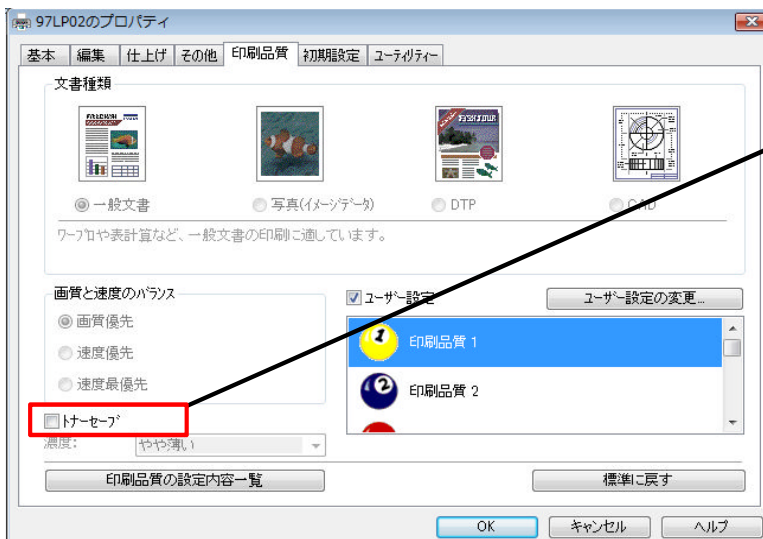 97LP02のプロパティ
基本 編集 仕上げ その他 印刷品質 初期設定 ユーティリティー
文書種類
一般文書 写真(イメージデータ) DTP CAD
ワープロや表計算など、一般文書の印刷に適しています。
画質と速度のバランス
画質優先
速度優先
速度最優先
トナーセーブ
濃度: やや薄い
ユーザー設定 ユーザー設定の変更...
1 印刷品質 1
2 印刷品質 2
印刷品質の設定内容一覧 標準に戻す
OK キャンセル ヘルプ